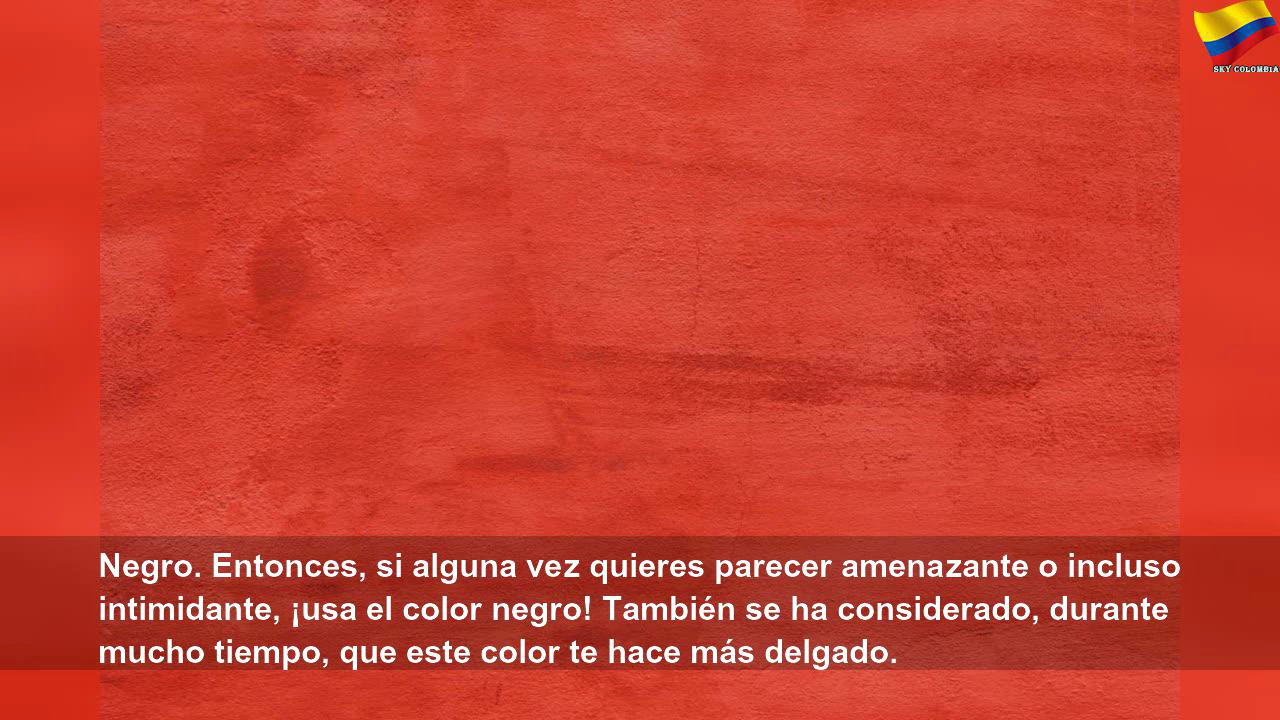 SKY COLOMBIA
Negro. Entonces, si alguna vez quieres parecer amenazante o incluso
intimidante, ¡usa el color negro! También se ha considerado, durante
mucho tiempo, que este color te hace más delgado.